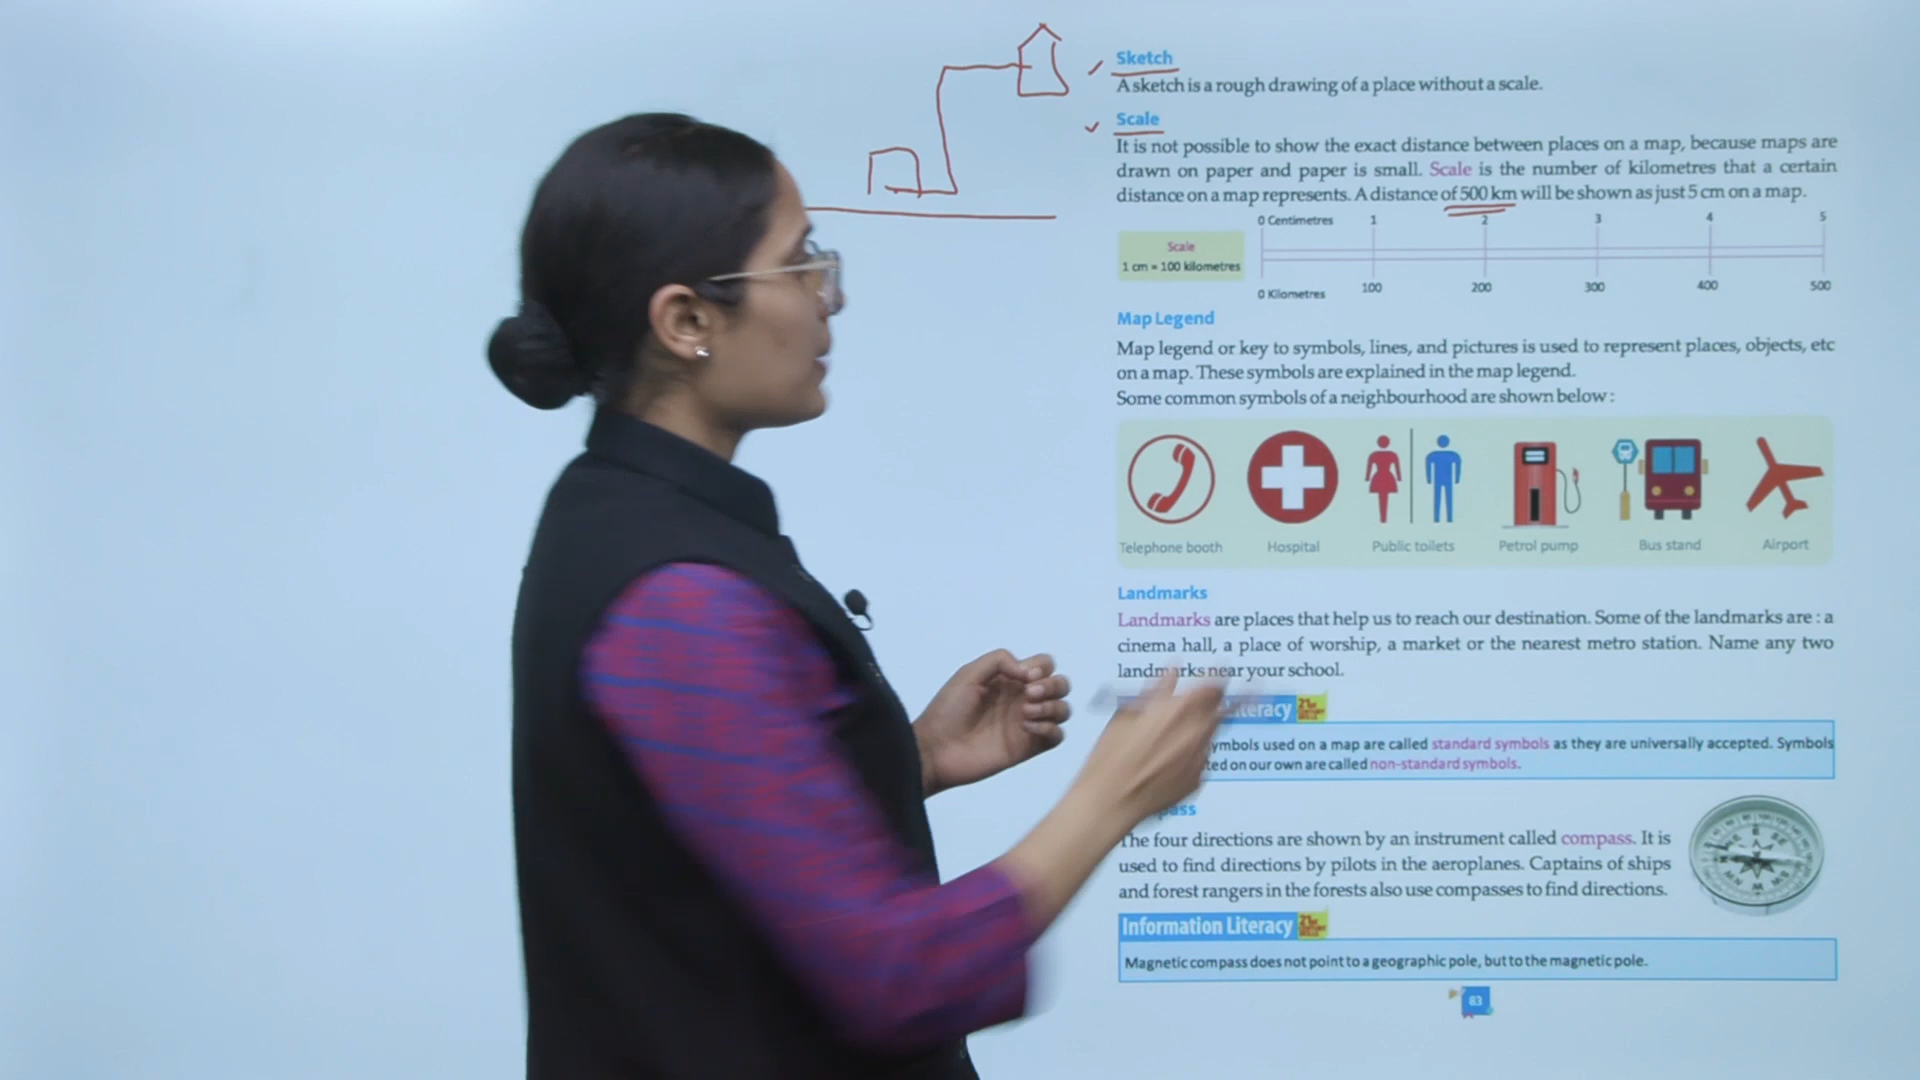 Sketch
A sketch is a rough drawing of a place without a scale.
Scale
It is not possible to show the exact distance between places on a map, because maps are
drawn on paper and paper is small. Scale is the number of kilometres that a certain
distance on a map represents. A distance of 500 km will be shown as just 5 cm on a map.
0 Centimetres 1 2 3 4 5
Scale
1 cm = 100 kilometres
0 Kilometres 100 200 300 400 500
Map Legend
Map legend or key to symbols, lines, and pictures is used to represent places, objects, etc
on a map. These symbols are explained in the map legend.
Some common symbols of a neighbourhood are shown below :
Telephone booth Hospital Public toilets Petrol pump Bus stand Airport
Landmarks
Landmarks are places that help us to reach our destination. Some of the landmarks are : a
cinema hall, a place of worship, a market or the nearest metro station. Name any two
landmarks near your school.
Literacy
ymbols used on a map are called standard symbols as they are universally accepted. Symbols
ted on our own are called non-standard symbols.
pass
The four directions are shown by an instrument called compass. It is
used to find directions by pilots in the aeroplanes. Captains of ships
and forest rangers in the forests also use compasses to find directions.
Information Literacy
Magnetic compass does not point to a geographic pole, but to the magnetic pole.
63